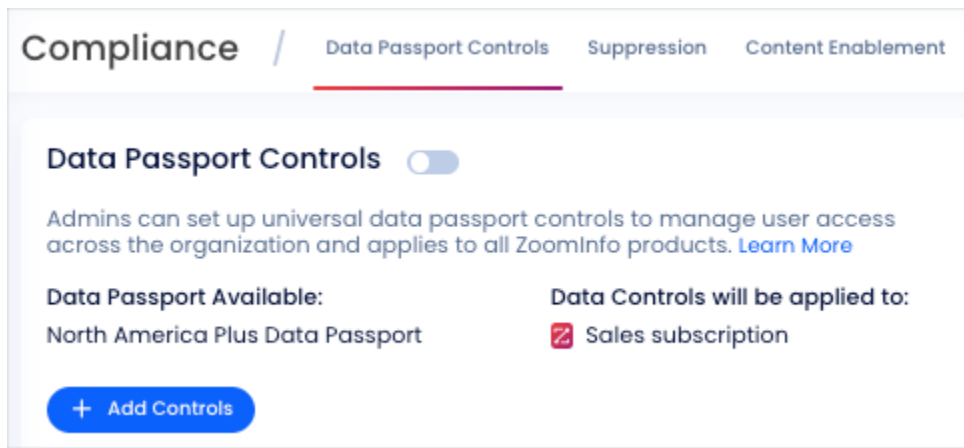 Compliance / Data Passport Controls Suppression Content Enablement
Data Passport Controls
Admins can set up universal data passport controls to manage user access
across the organization and applies to all ZoomInfo products. Learn More
Data Passport Available: Data Controls will be applied to:
North America Plus Data Passport Sales subscription
+ Add Controls